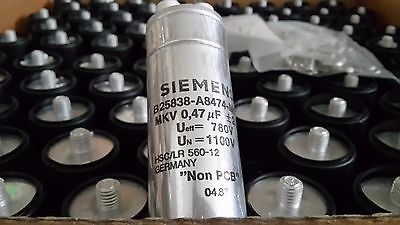 SIEMENS
B25838-A8474-
MKV 0,47 µF ±
Ueff= 780V
UN= 1100V
HSC/LR 560-12
GERMANY
"Non PCB"
04.87